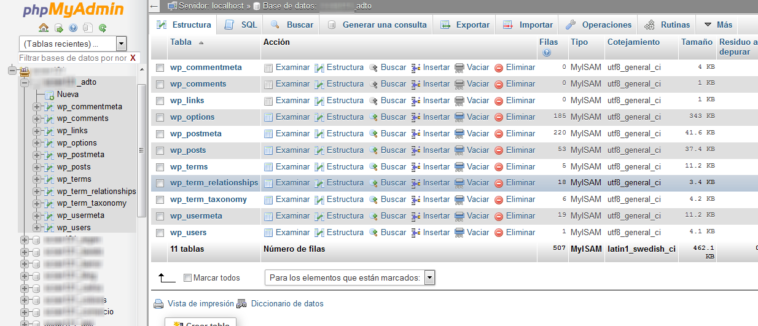 phpMyAdmin
(Tablas recientes) ...
Filtrar bases de datos por nom X
_adto
Nueva
wp_commentmeta
wp_comments
wp_links
wp_options
wp_postmeta
wp_posts
wp_terms
wp_term_relationships
wp_term_taxonomy
wp_usermeta
wp_users
Servidor: localhost » Base de datos: _adto
Estructura SQL Buscar Generar una consulta Exportar Importar Operaciones Rutinas Más
Tabla Acción Filas Tipo Cotejamiento Tamaño Residuo a depurar
wp_commentmeta Examinar Estructura Buscar Insertar Vaciar Eliminar 0 MyISAM utf8_general_ci 4 KB
wp_comments Examinar Estructura Buscar Insertar Vaciar Eliminar 0 MyISAM utf8_general_ci 1 KB
wp_links Examinar Estructura Buscar Insertar Vaciar Eliminar 0 MyISAM utf8_general_ci 1 KB
wp_options Examinar Estructura Buscar Insertar Vaciar Eliminar 185 MyISAM utf8_general_ci 343 KB
wp_postmeta Examinar Estructura Buscar Insertar Vaciar Eliminar 220 MyISAM utf8_general_ci 41.6 KB
wp_posts Examinar Estructura Buscar Insertar Vaciar Eliminar 53 MyISAM utf8_general_ci 37.4 KB
wp_terms Examinar Estructura Buscar Insertar Vaciar Eliminar MyISAM utf8_general_ci 11.2 KB
wp_term_relationships Examinar Estructura Buscar Insertar Vaciar Eliminar 18 MyISAM utf8_general_ci 3.4 KB
wp_term_taxonomy Examinar Estructura Buscar Insertar Vaciar Eliminar 6 MyISAM utf8_general_ci 4.2 KB
wp_usermeta Examinar Estructura Buscar Insertar Vaciar Eliminar 19 MyISAM utf8_general_ci 11.2 KB
wp_users Examinar Estructura Buscar Insertar Vaciar Eliminar 1 MyISAM utf8_general_ci 4.1 KB
11 tablas Número de filas 507 MyISAM latin1_swedish_ci 462.1 KB
Marcar todos Para los elementos que están marcados:
Vista de impresión Diccionario de datos
Crear tabla